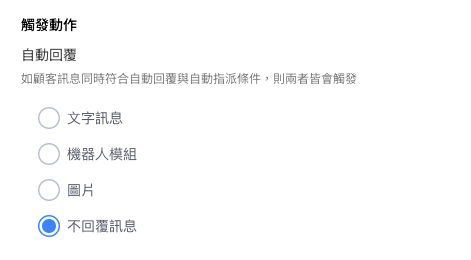 觸發動作
自動回覆
如顧客訊息同時符合自動回覆與自動指派條件，則兩者皆會觸發
文字訊息
機器人模組
圖片
不回覆訊息